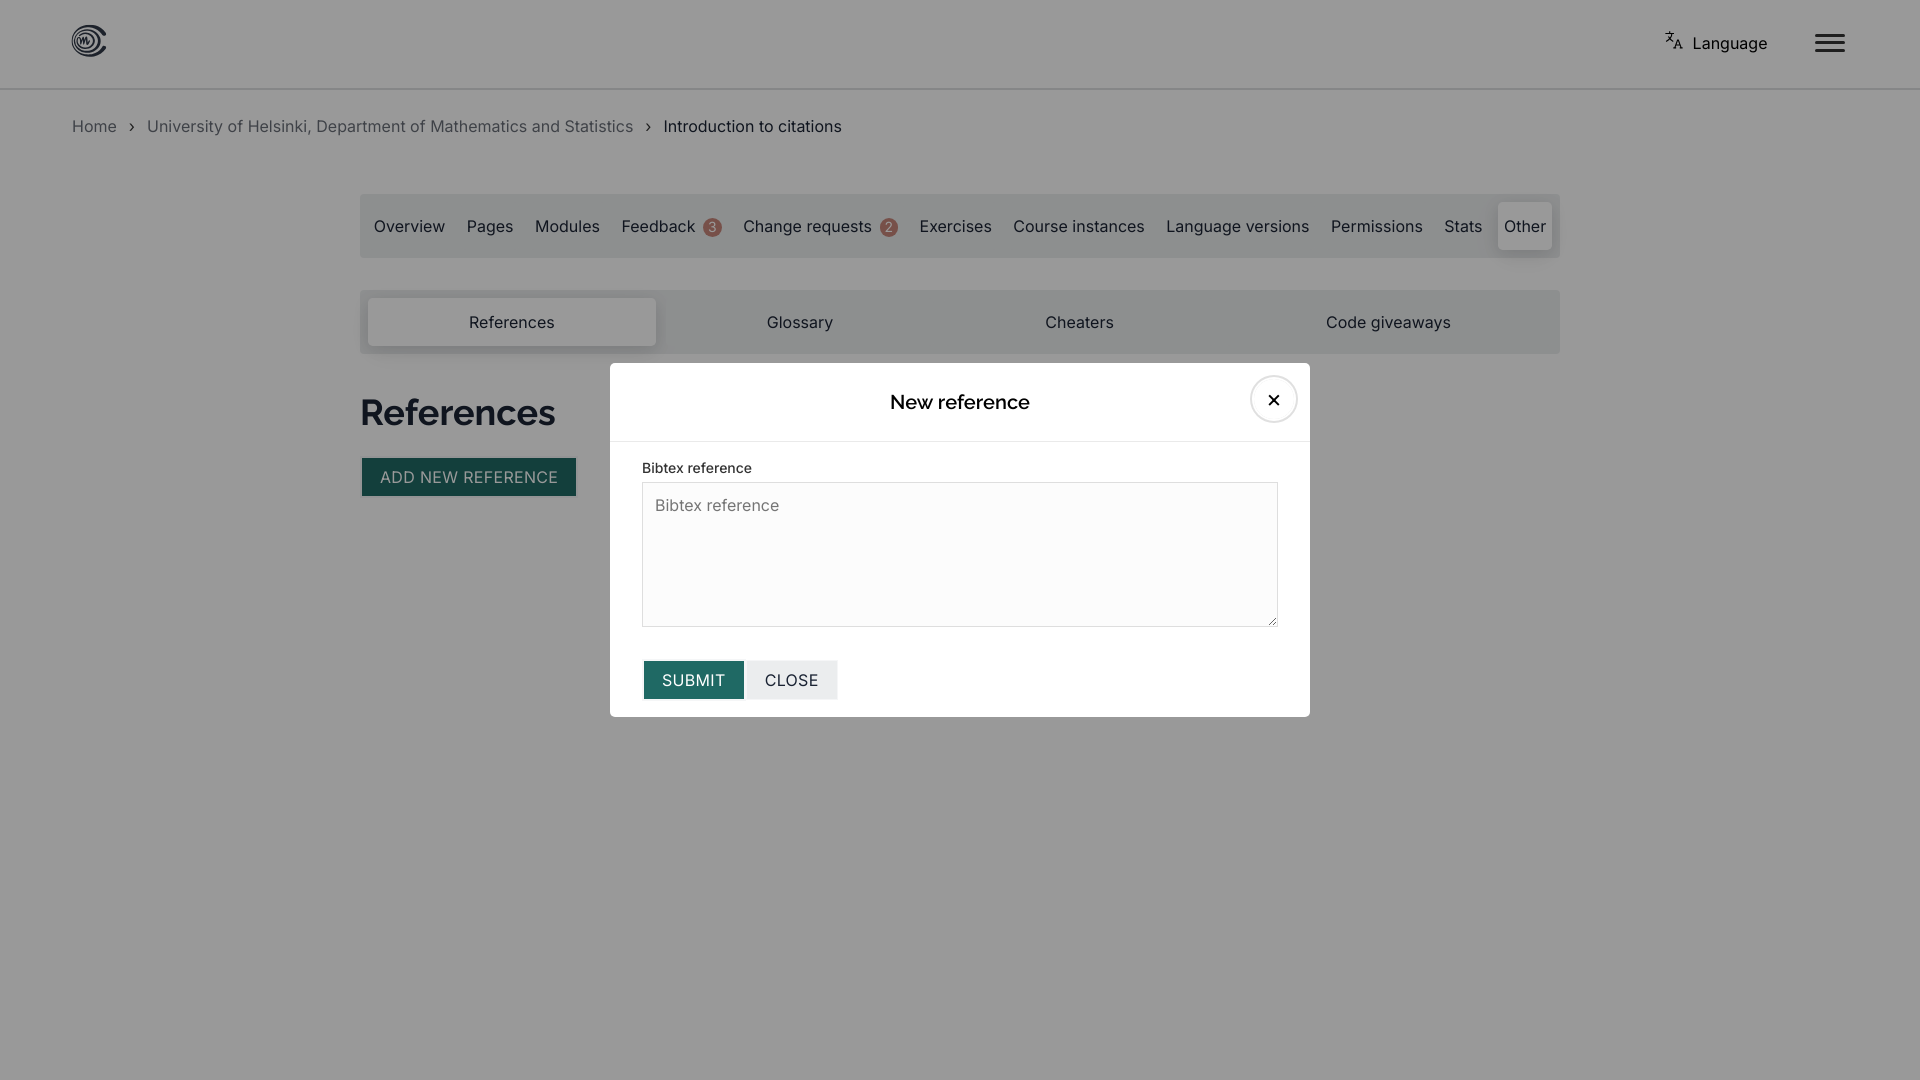 Language
Home › University of Helsinki, Department of Mathematics and Statistics › Introduction to citations
Overview Pages Modules Feedback 3 Change requests 2 Exercises Course instances Language versions Permissions Stats Other
References Glossary Cheaters Code giveaways
References
ADD NEW REFERENCE
New reference
Bibtex reference
Bibtex reference
SUBMIT CLOSE